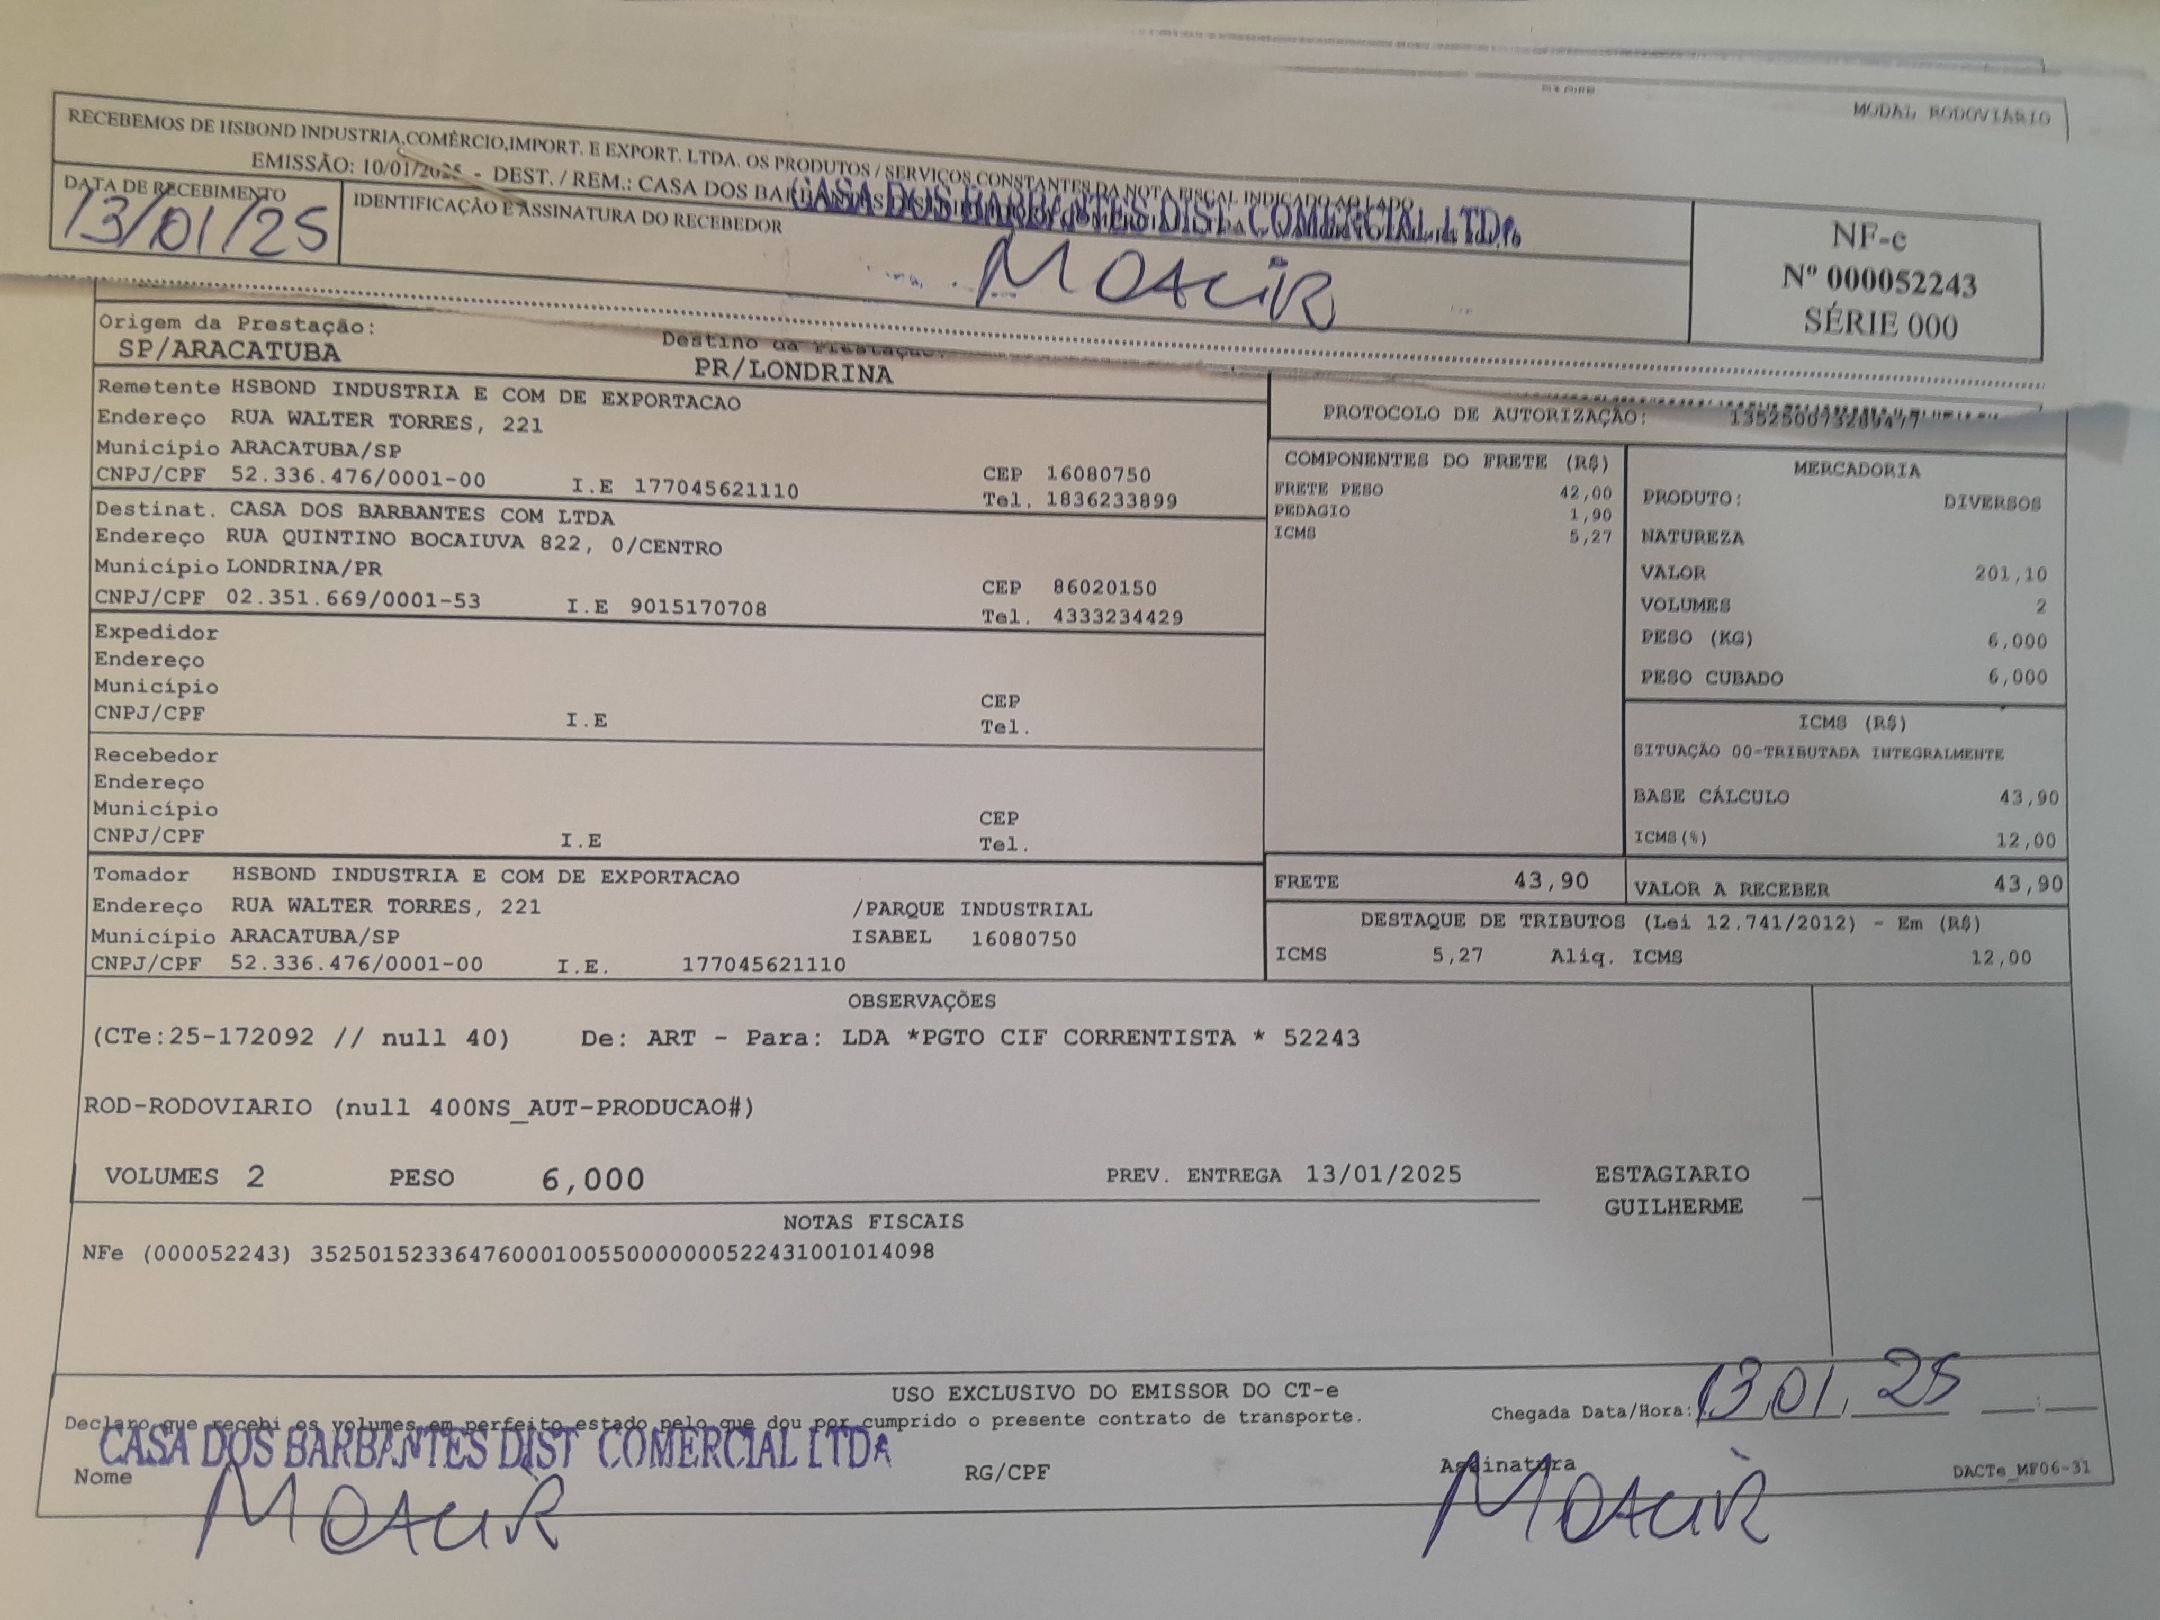 MODAL RODOVIÁRIO
RECEBEMOS DE HSBOND INDUSTRIA,COMÉRCIO,IMPORT. E EXPORT. LTDA. OS PRODUTOS / SERVIÇOS CONSTANTES DA NOTA FISCAL INDICADO AO LADO
EMISSÃO: 10/01/2025 - DEST. / REM.: CASA DOS
CASA DOS BARBANTES DIST. COMERCIAL LTDA
DATA DE RECEBIMENTO
13/01/25
IDENTIFICAÇÃO E ASSINATURA DO RECEBEDOR
MOACIR
NF-e
Nº 000052243
SÉRIE 000
Origem da Prestação:
SP/ARACATUBA
Destino da Prestação:
PR/LONDRINA
Remetente HSBOND INDUSTRIA E COM DE EXPORTACAO
Endereço RUA WALTER TORRES, 221
Município ARACATUBA/SP
CNPJ/CPF 52.336.476/0001-00 I.E 177045621110 CEP 16080750
Tel. 1836233899
Destinat. CASA DOS BARBANTES COM LTDA
Endereço RUA QUINTINO BOCAIUVA 822, 0/CENTRO
Município LONDRINA/PR
CNPJ/CPF 02.351.669/0001-53 I.E 9015170708 CEP 86020150
Tel. 4333234429
Expedidor
Endereço
Município
CNPJ/CPF I.E CEP
Tel.
Recebedor
Endereço
Município
CNPJ/CPF I.E CEP
Tel.
Tomador HSBOND INDUSTRIA E COM DE EXPORTACAO
Endereço RUA WALTER TORRES, 221 /PARQUE INDUSTRIAL
Município ARACATUBA/SP ISABEL 16080750
CNPJ/CPF 52.336.476/0001-00 I.E. 177045621110
PROTOCOLO DE AUTORIZAÇÃO: 135250073289477
COMPONENTES DO FRETE (R$)
FRETE PESO 42,00
PEDAGIO 1,90
ICMS 5,27
MERCADORIA
PRODUTO: DIVERSOS
NATUREZA
VALOR 201,10
VOLUMES 2
PESO (KG) 6,000
PESO CUBADO 6,000
ICMS (R$)
SITUAÇÃO 00-TRIBUTADA INTEGRALMENTE
BASE CÁLCULO 43,90
ICMS(%) 12,00
FRETE 43,90 VALOR A RECEBER 43,90
DESTAQUE DE TRIBUTOS (Lei 12.741/2012) - Em (R$)
ICMS 5,27 Aliq. ICMS 12,00
OBSERVAÇÕES
(CTe:25-172092 // null 40) De: ART - Para: LDA *PGTO CIF CORRENTISTA * 52243
ROD-RODOVIARIO (null 400NS_AUT-PRODUCAO#)
VOLUMES 2 PESO 6,000 PREV. ENTREGA 13/01/2025 ESTAGIARIO
GUILHERME
NOTAS FISCAIS
NFe (000052243) 35250152336476000100550000000522431001014098
USO EXCLUSIVO DO EMISSOR DO CT-e
Declaro que recebi os volumes em perfeito estado pelo que dou por cumprido o presente contrato de transporte.
Chegada Data/Hora: 13 01 25
CASA DOS BARBANTES DIST COMERCIAL LTDA
Nome RG/CPF Assinatura DACTe_MF06-31
MOACIR MOACIR